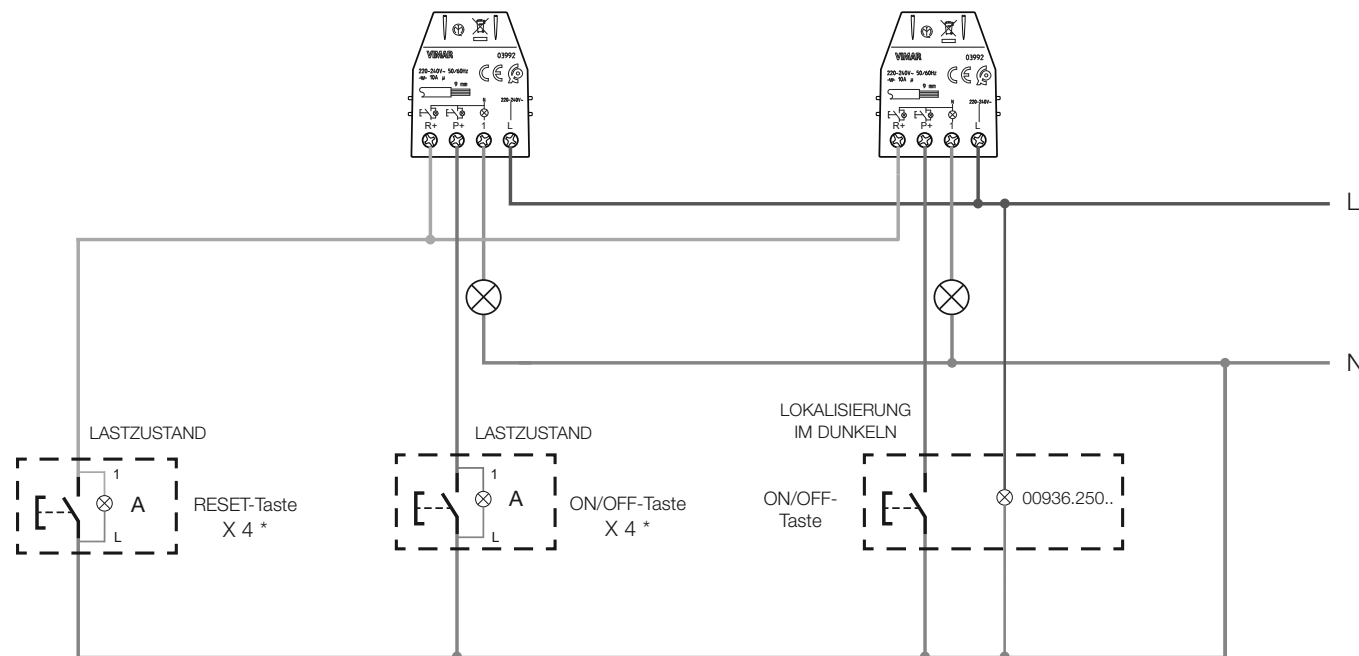 VIMAR 03992
220-240V~ 50/60Hz
10A μ
9 mm
N
220-240V~
R+ P+ 1 L
VIMAR 03992
220-240V~ 50/60Hz
10A μ
9 mm
N
220-240V~
R+ P+ 1 L
L
N
LASTZUSTAND
1
A
L
RESET-Taste
X 4 *
LASTZUSTAND
1
A
L
ON/OFF-Taste
X 4 *
LOKALISIERUNG
IM DUNKELN
ON/OFF-
Taste
00936.250..